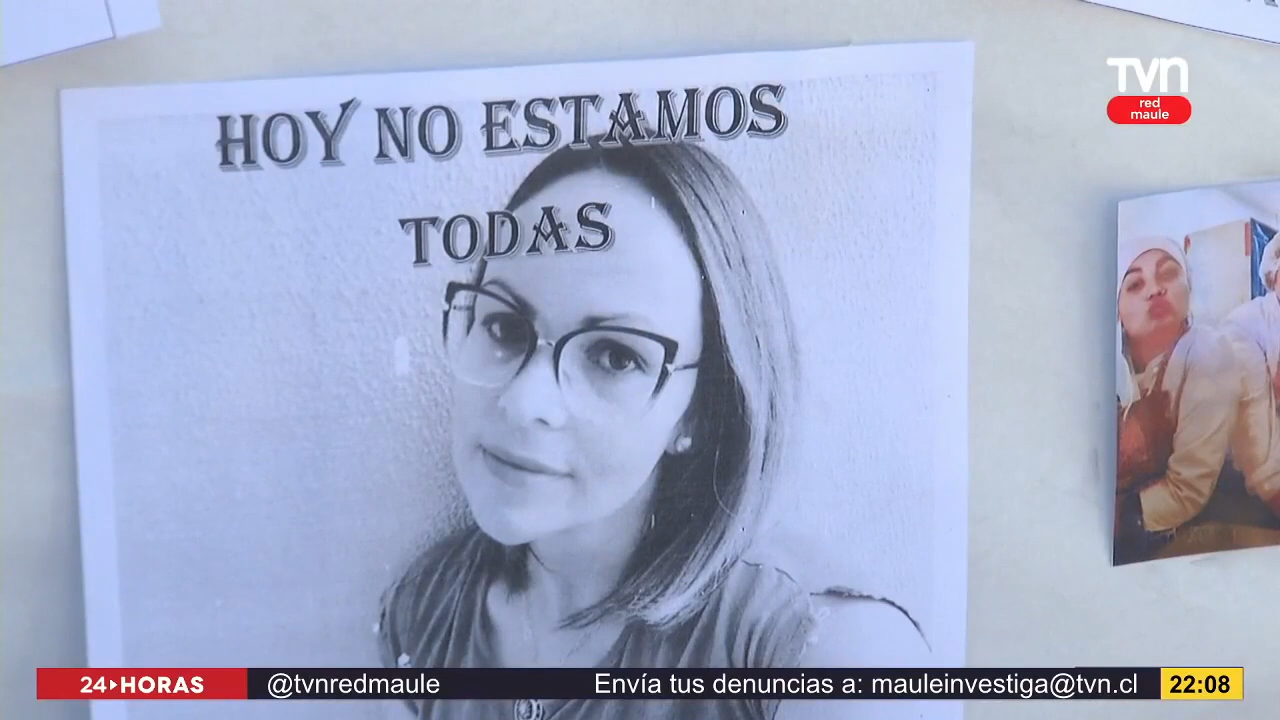 HOY NO ESTAMOS
TODAS
TVN
red
maule
24 HORAS
@tvnredmaule
Envía tus denuncias a: mauleinvestiga@tvn.cl
22:08